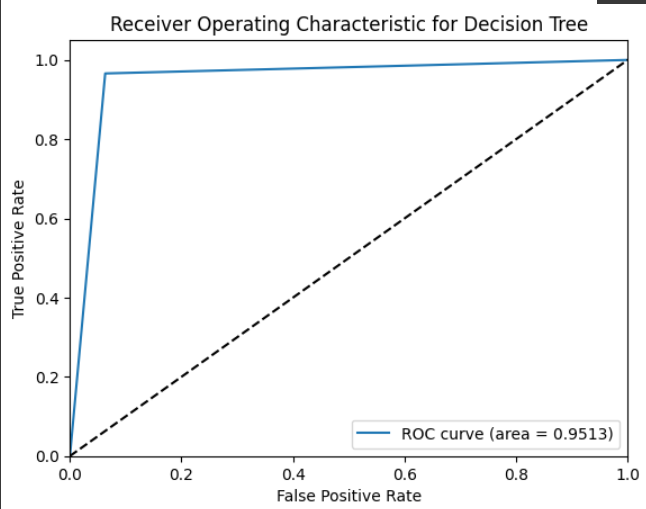 Receiver Operating Characteristic for Decision Tree
1.0
0.8
0.6
0.4
0.2
0.0
True Positive Rate
ROC curve (area = 0.9513)
0.0 0.2 0.4 0.6 0.8 1.0
False Positive Rate